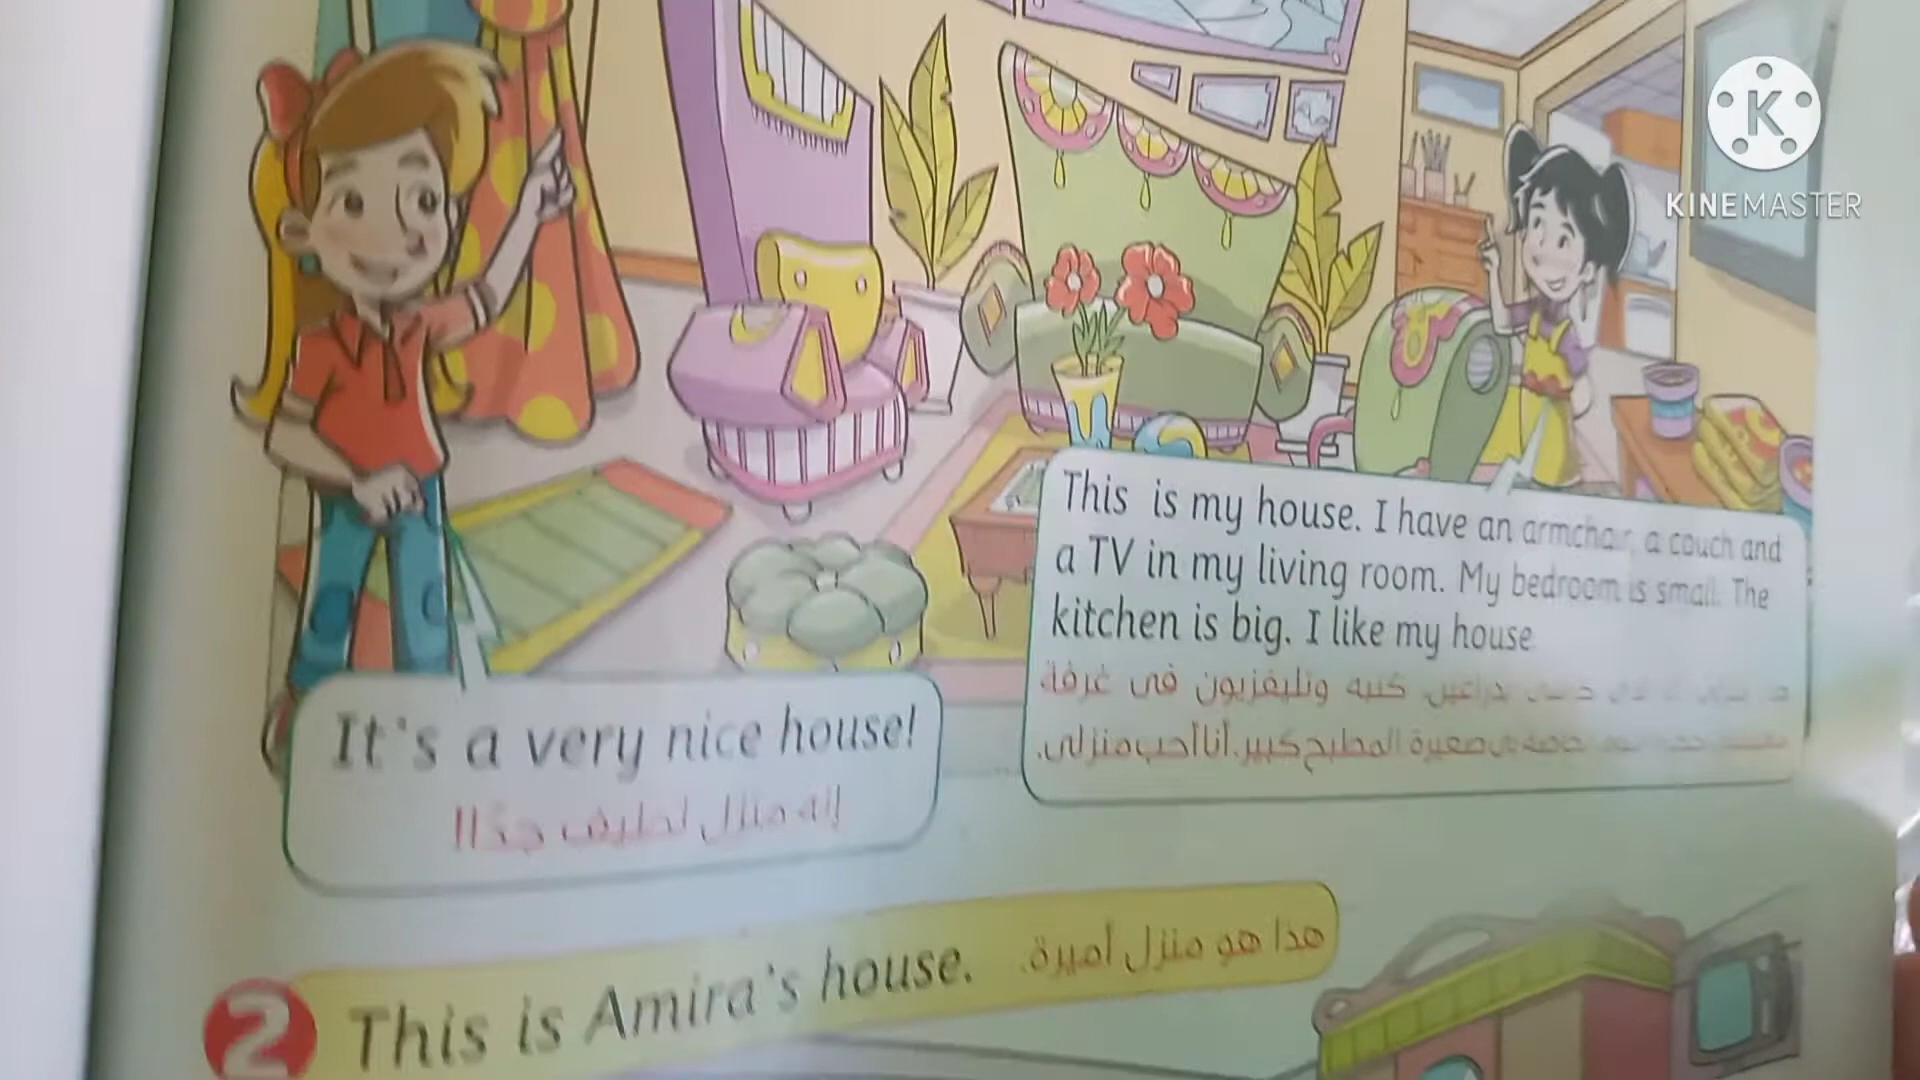 KINEMASTER
This is my house. I have an armchair, a couch and
a TV in my living room. My bedroom is small. The
kitchen is big. I like my house
كنبه وتليفزيون فى غرفة
صغيرة المطبخ كبير. أنا أحب منزلى.
It's a very nice house!
إنه منزل لطيف جدًا!
2 This is Amira's house. هذا هو منزل أميرة.